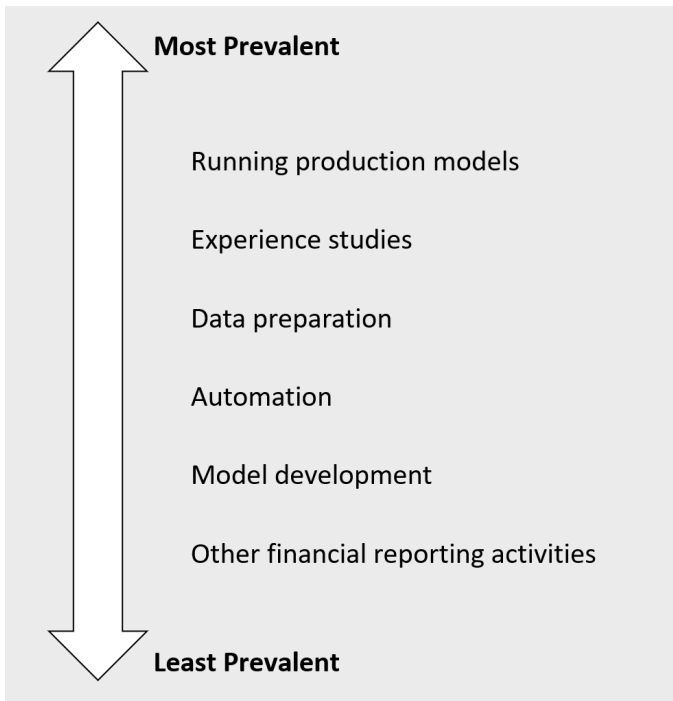 Most Prevalent
Running production models
Experience studies
Data preparation
Automation
Model development
Other financial reporting activities
Least Prevalent